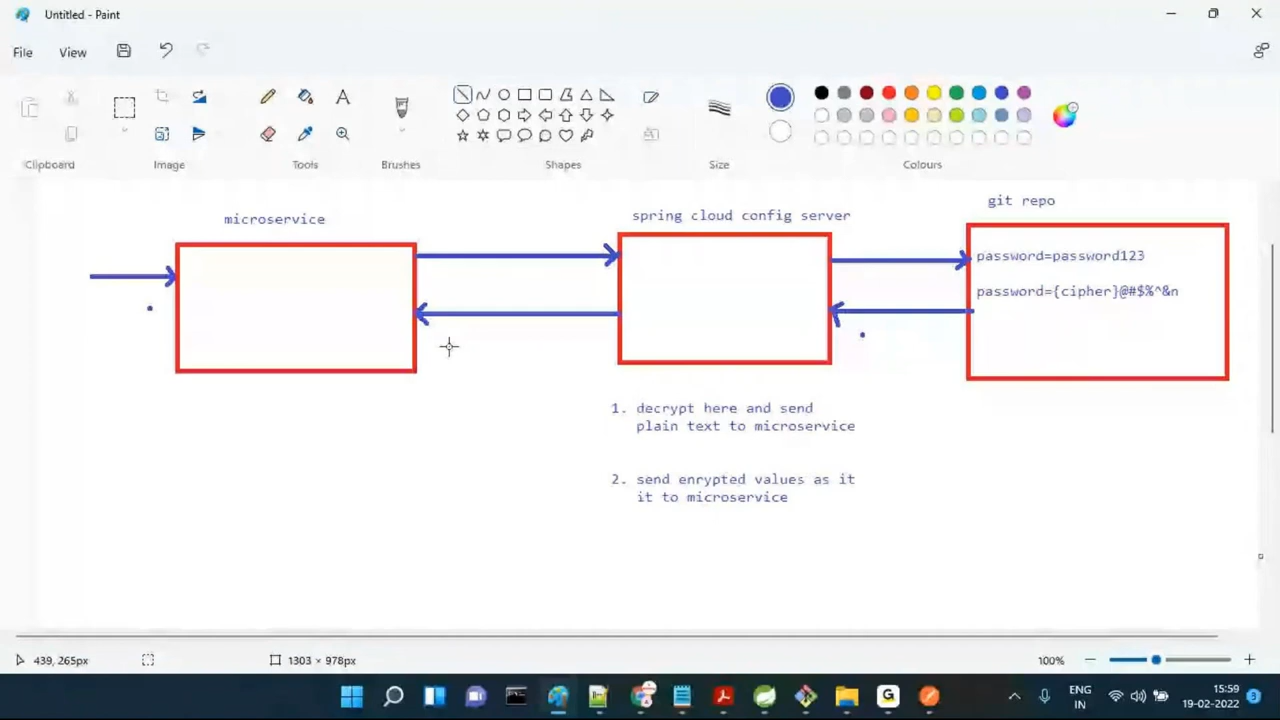 Untitled - Paint
File
View
Clipboard
Image
Tools
Brushes
Shapes
Size
Colours
microservice
spring cloud config server
git repo
password=password123
password={cipher}@#$%^&n
1. decrypt here and send
plain text to microservice
2. send encrypted values as it
it to microservice
439, 265px
1303 × 978px
100%
ENG
IN
15:59
19-02-2022
3